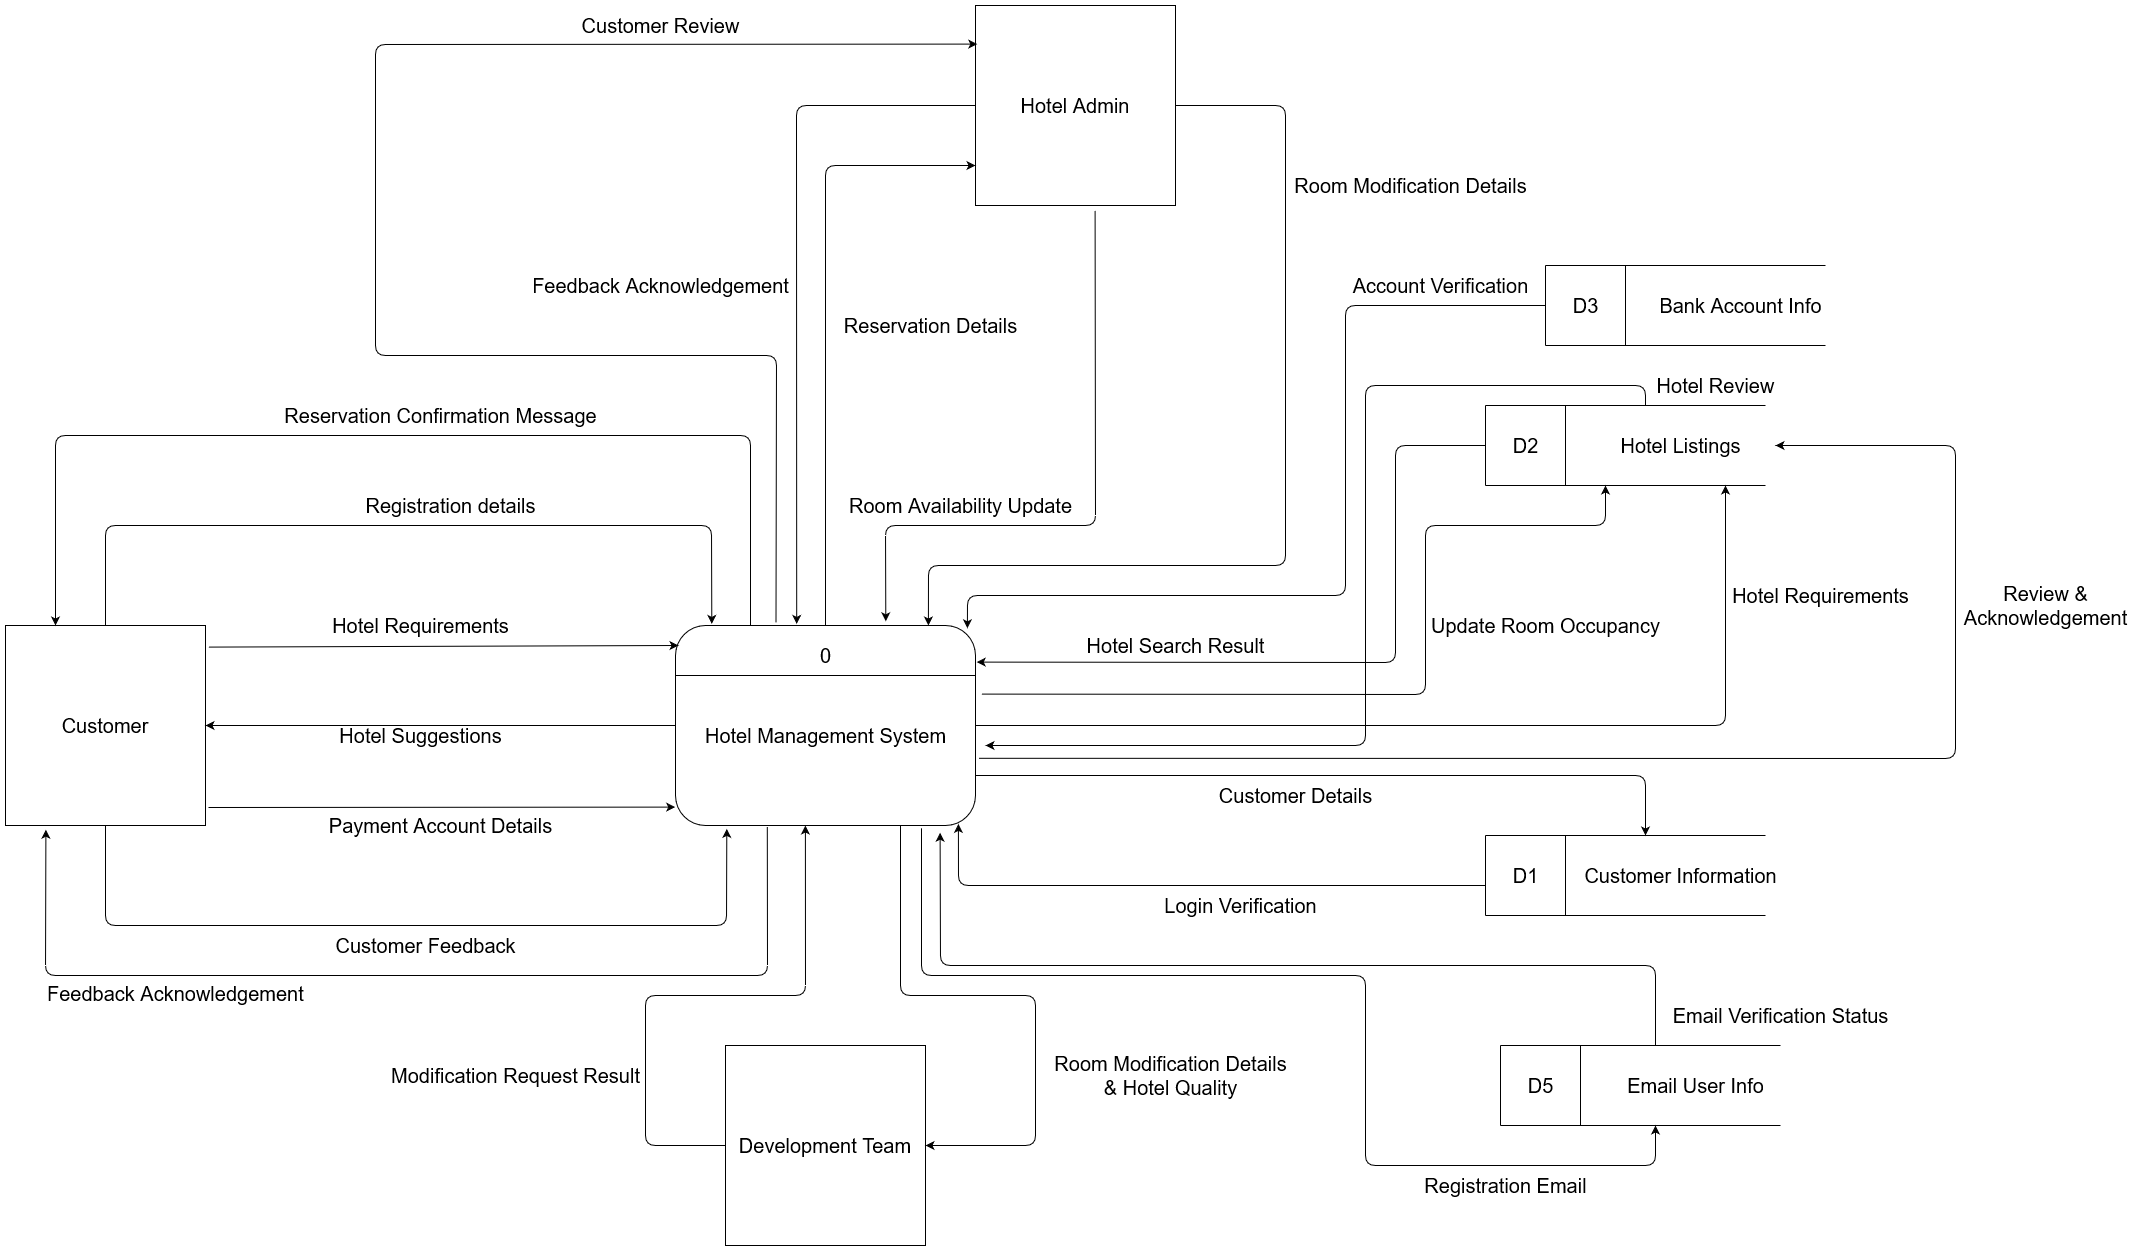 Customer Review
Hotel Admin
Room Modification Details
Feedback Acknowledgement
Account Verification
D3
Bank Account Info
Reservation Details
Hotel Review
Reservation Confirmation Message
D2
Hotel Listings
Registration details
Room Availability Update
Hotel Requirements
Hotel Requirements
Review &
Acknowledgement
Update Room Occupancy
Hotel Search Result
0
Customer
Hotel Suggestions
Hotel Management System
Customer Details
Payment Account Details
D1
Customer Information
Login Verification
Customer Feedback
Feedback Acknowledgement
Email Verification Status
Modification Request Result
Room Modification Details
& Hotel Quality
D5
Email User Info
Development Team
Registration Email